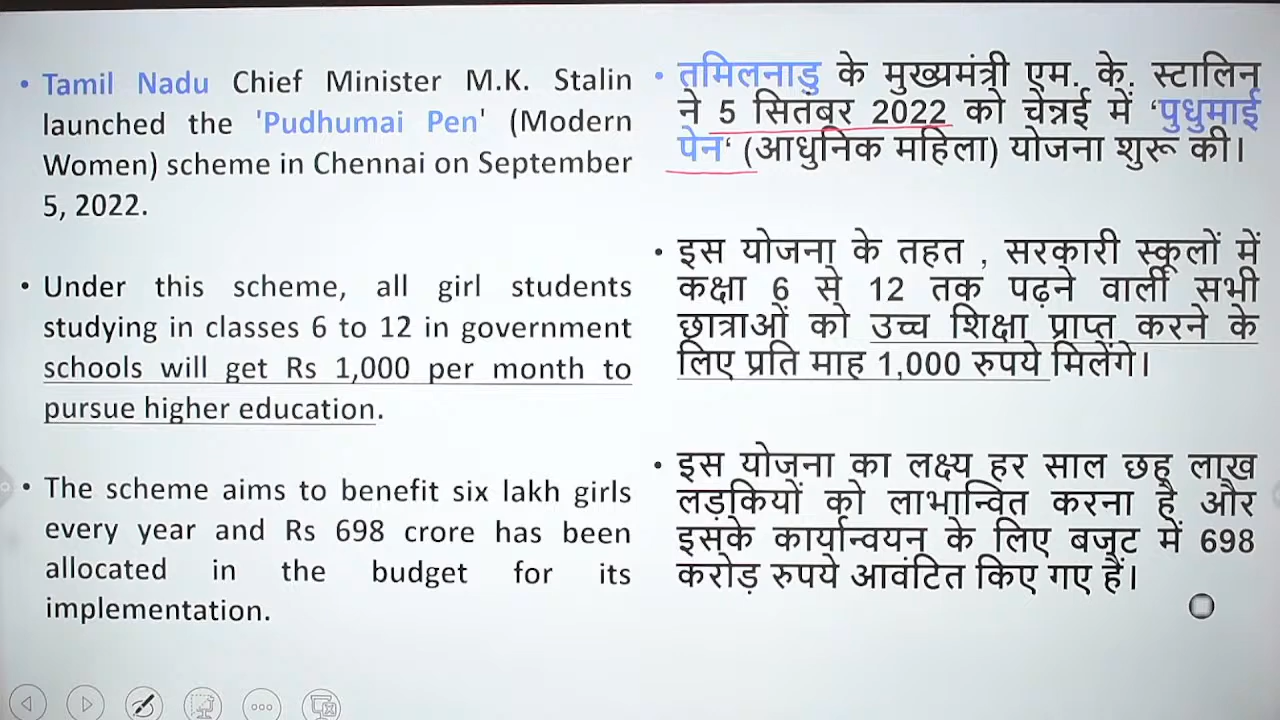 • Tamil Nadu Chief Minister M.K. Stalin
launched the 'Pudhumai Pen' (Modern
Women) scheme in Chennai on September
5, 2022.
• Under this scheme, all girl students
studying in classes 6 to 12 in government
schools will get Rs 1,000 per month to
pursue higher education.
• The scheme aims to benefit six lakh girls
every year and Rs 698 crore has been
allocated in the budget for its
implementation.
• तमिलनाडु के मुख्यमंत्री एम. के. स्टालिन
ने 5 सितंबर 2022 को चेन्नई में ‘पुधुमाई
पेन‘ (आधुनिक महिला) योजना शुरू की।
• इस योजना के तहत , सरकारी स्कूलों में
कक्षा 6 से 12 तक पढ़ने वाली सभी
छात्राओं को उच्च शिक्षा प्राप्त करने के
लिए प्रति माह 1,000 रुपये मिलेंगे।
• इस योजना का लक्ष्य हर साल छह लाख
लड़कियों को लाभान्वित करना है और
इसके कार्यान्वयन के लिए बजट में 698
करोड़ रुपये आवंटित किए गए हैं।